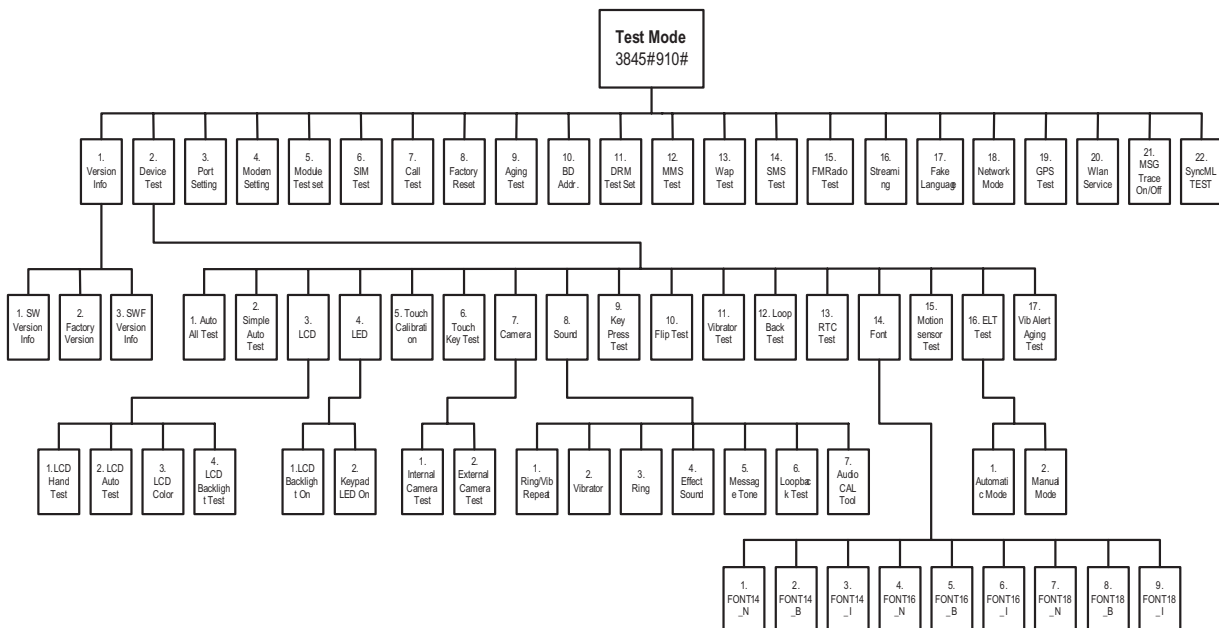 Test Mode
3845#910#
1.
Version
Info
2.
Device
Test
3.
Port
Setting
4.
Modem
Setting
5.
Module
Test set
6.
SIM
Test
7.
Call
Test
8.
Factory
Reset
9.
Aging
Test
10.
BD
Addr.
11.
DRM
Test Set
12.
MMS
Test
13.
Wap
Test
14.
SMS
Test
15.
FMRadio
Test
16.
Streami
ng
17.
Fake
Language
18.
Network
Mode
19.
GPS
Test
20.
Wlan
Service
21.
MSG
Trace
On/Off
22.
SyncML
TEST
1. SW
Version
Info
2.
Factory
Version
3. SWF
Version
Info
1. Auto
All Test
2.
Simple
Auto
Test
3.
LCD
4.
LED
5. Touch
Calibrati
on
6.
Touch
Key Test
7.
Camera
8.
Sound
9.
Key
Press
Test
10.
Flip Test
11.
Vibrator
Test
12. Loop
Back
Test
13.
RTC
Test
14.
Font
15.
Motion
sensor
Test
16. ELT
Test
17.
Vib Alert
Aging
Test
1.LCD
Hand
Test
2. LCD
Auto
Test
3.
LCD
Color
4.
LCD
Backligh
t Test
1.LCD
Backligh
t On
2.
Keypad
LED On
1.
Internal
Camera
Test
2.
External
Camera
Test
1.
Ring/Vib
Repeat
2.
Vibrator
3.
Ring
4.
Effect
Sound
5.
Messag
e Tone
6.
Loopbac
k Test
7.
Audio
CAL
Tool
1.
Automati
c Mode
2.
Manual
Mode
1.
FONT14
_N
2.
FONT14
_B
3.
FONT14
_I
4.
FONT16
_N
5.
FONT16
_B
6.
FONT16
_I
7.
FONT18
_N
8.
FONT18
_B
9.
FONT18
_I